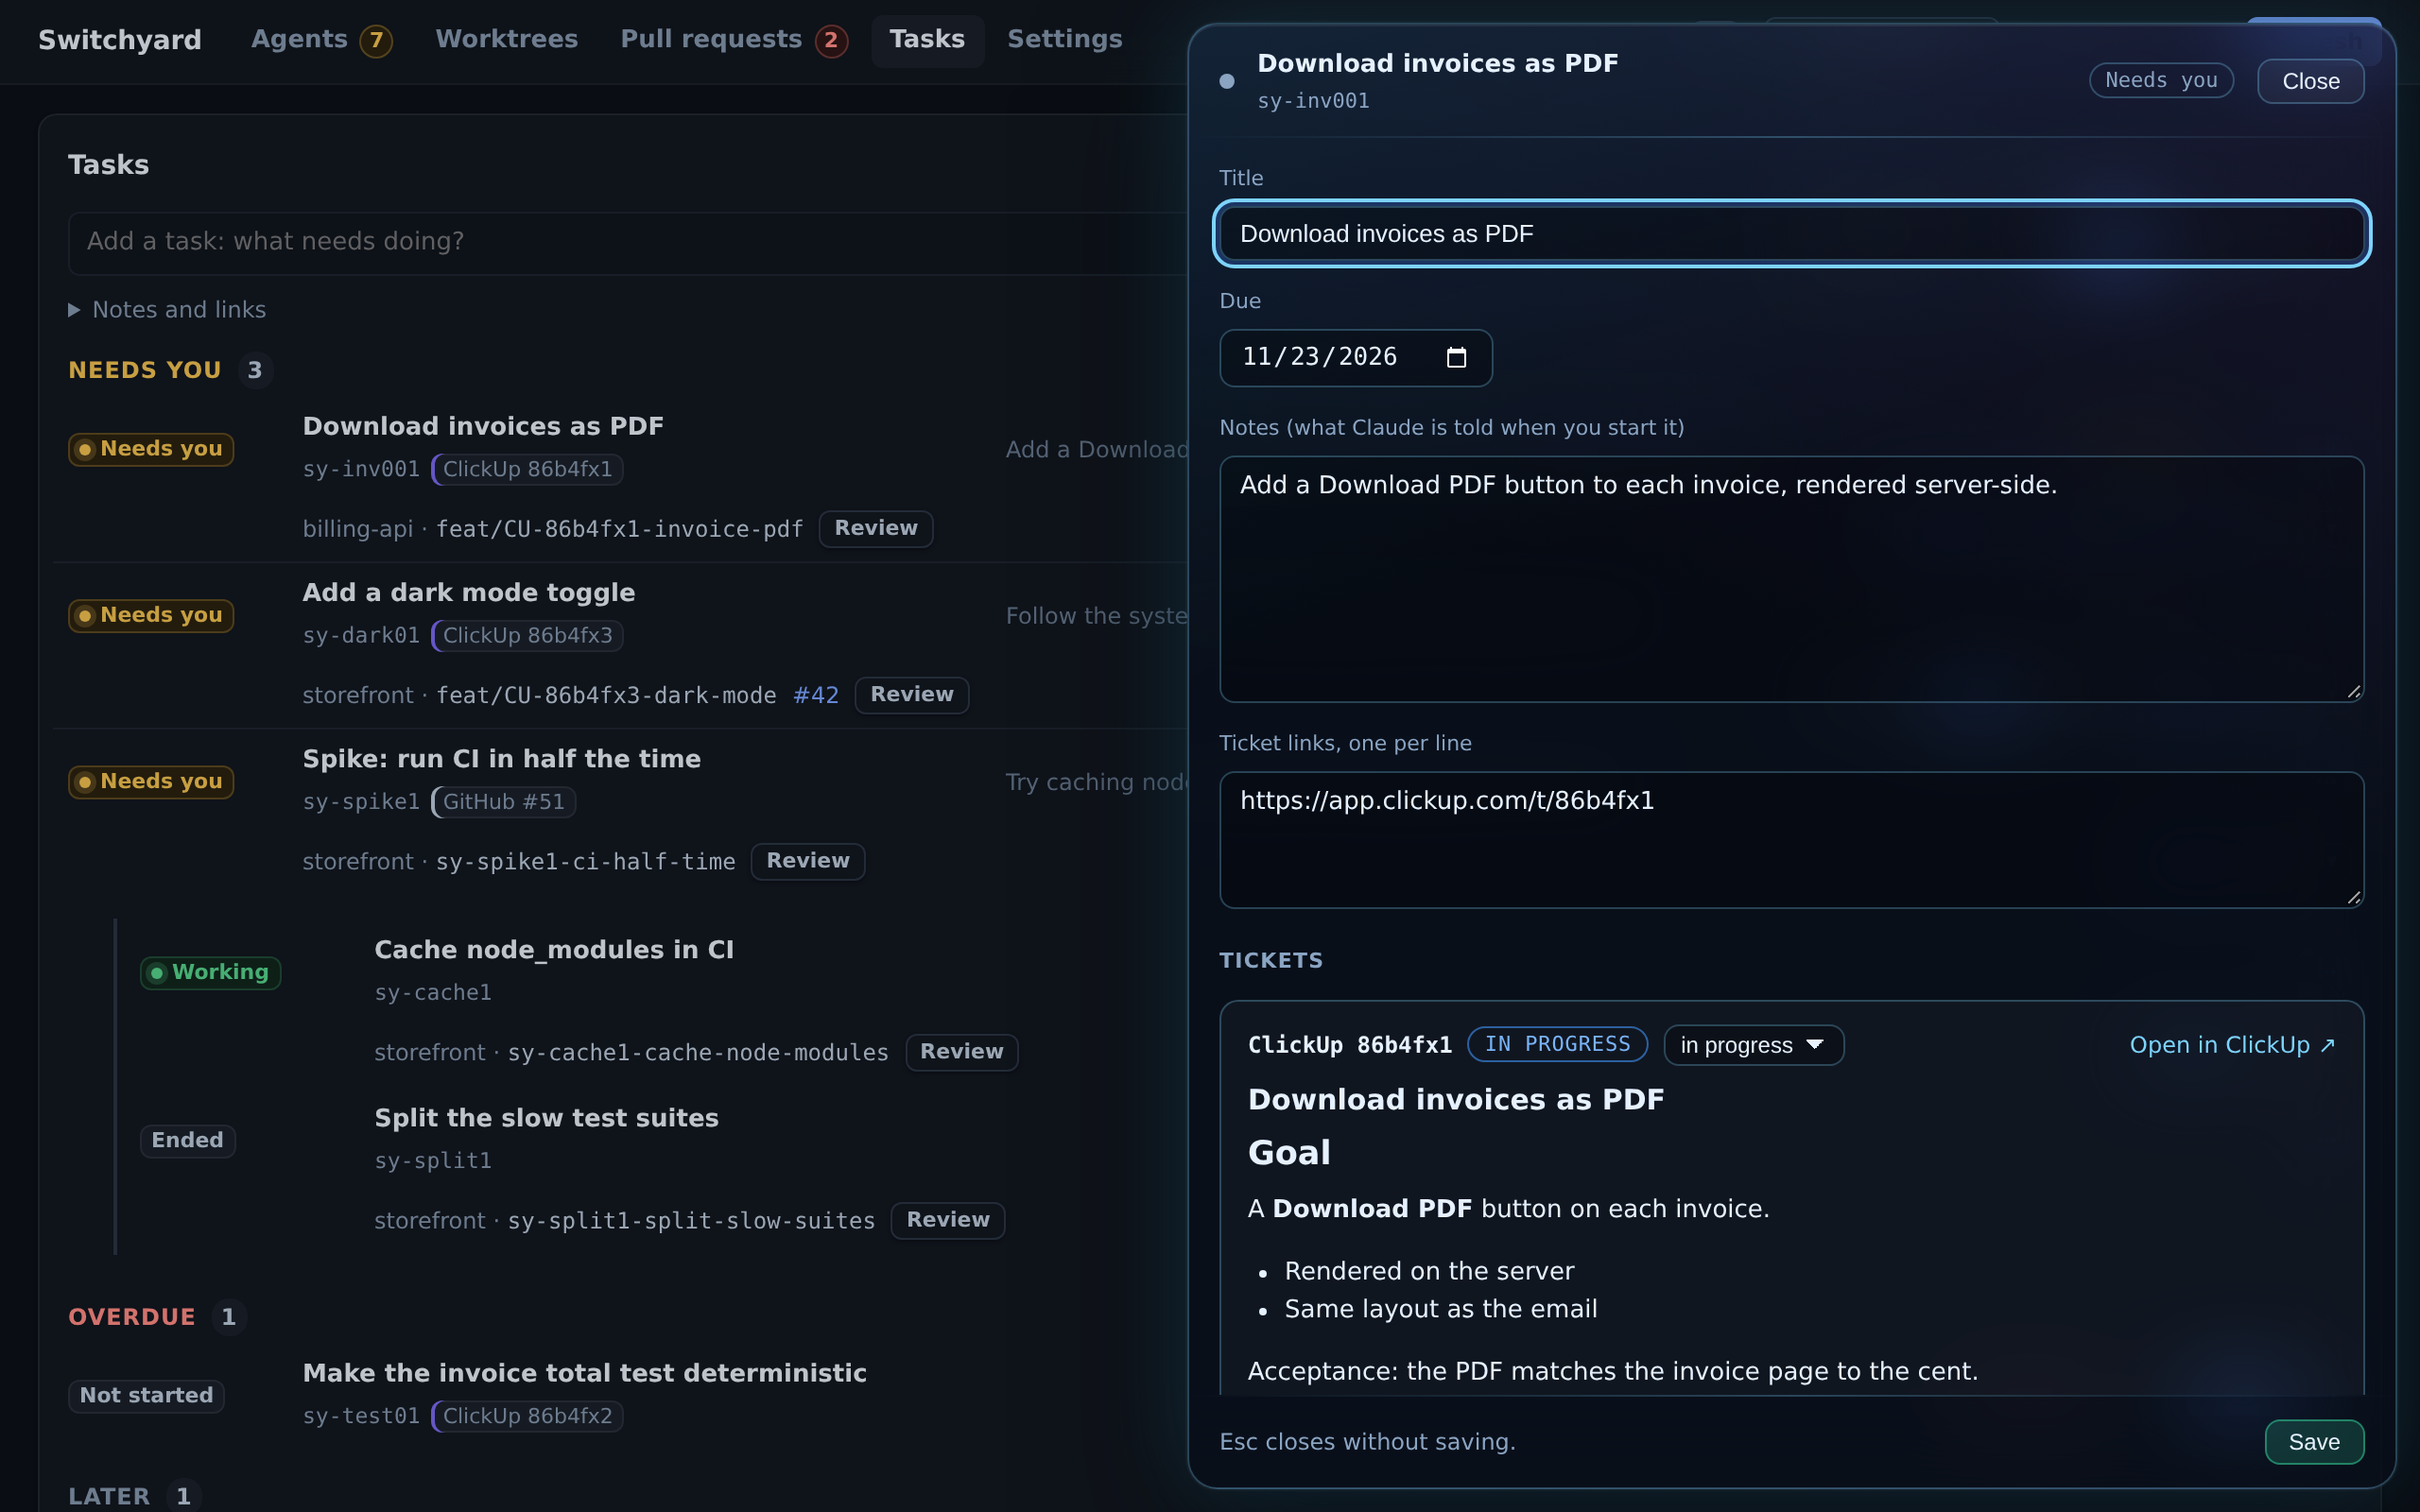 Switchyard Agents 7 Worktrees Pull requests 2 Tasks Settings
Tasks
Add a task: what needs doing?
Notes and links
NEEDS YOU 3
Needs you
Download invoices as PDF
sy-inv001 ClickUp 86b4fx1
Add a Download
billing-api · feat/CU-86b4fx1-invoice-pdf Review
Needs you
Add a dark mode toggle
sy-dark01 ClickUp 86b4fx3
Follow the syste
storefront · feat/CU-86b4fx3-dark-mode #42 Review
Needs you
Spike: run CI in half the time
sy-spike1 GitHub #51
Try caching node
storefront · sy-spike1-ci-half-time Review
Working
Cache node_modules in CI
sy-cache1
storefront · sy-cache1-cache-node-modules Review
Ended
Split the slow test suites
sy-split1
storefront · sy-split1-split-slow-suites Review
OVERDUE 1
Not started
Make the invoice total test deterministic
sy-test01 ClickUp 86b4fx2
LATER 1
Download invoices as PDF
sy-inv001
Needs you Close
Title
Download invoices as PDF
Due
11/23/2026
Notes (what Claude is told when you start it)
Add a Download PDF button to each invoice, rendered server-side.
Ticket links, one per line
https://app.clickup.com/t/86b4fx1
TICKETS
ClickUp 86b4fx1 IN PROGRESS in progress Open in ClickUp ↗
Download invoices as PDF
Goal
A Download PDF button on each invoice.
• Rendered on the server
• Same layout as the email
Acceptance: the PDF matches the invoice page to the cent.
Esc closes without saving. Save